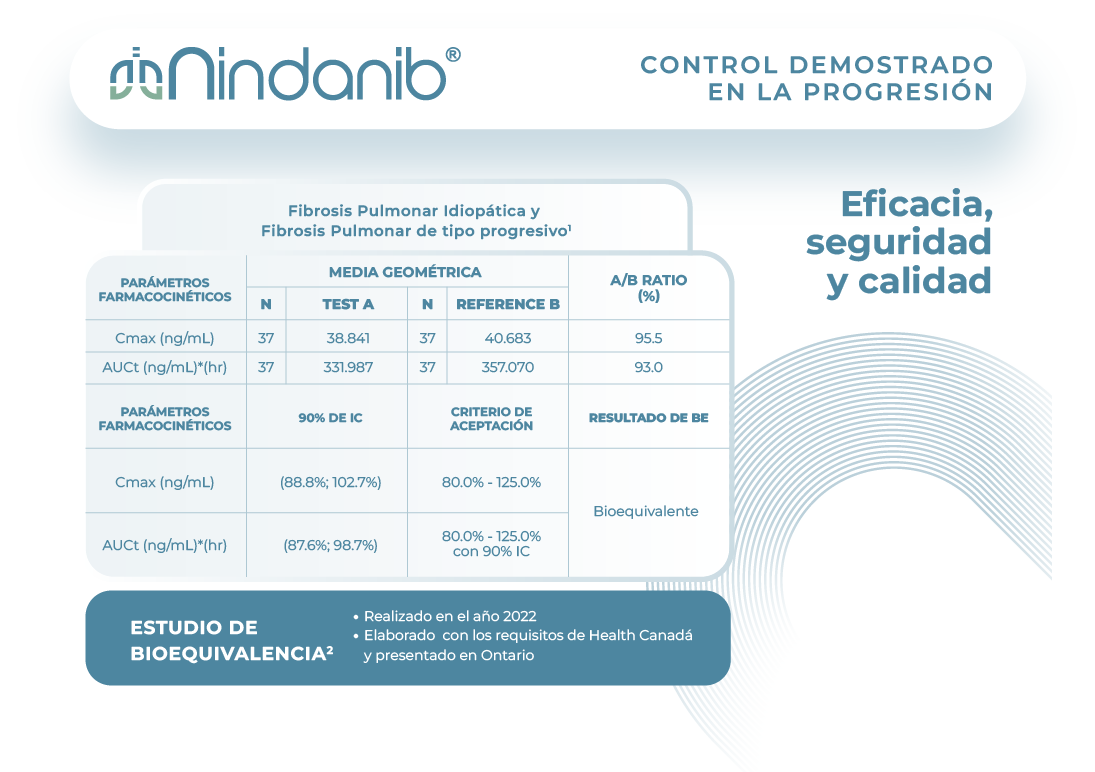 Nindanib®
CONTROL DEMOSTRADO
EN LA PROGRESIÓN
Eficacia,
seguridad
y calidad
Fibrosis Pulmonar Idiopática y
Fibrosis Pulmonar de tipo progresivo¹
PARÁMETROS
FARMACOCINÉTICOS
MEDIA GEOMÉTRICA
A/B RATIO
(%)
N TEST A N REFERENCE B
Cmax (ng/mL) 37 38.841 37 40.683 95.5
AUCt (ng/mL)*(hr) 37 331.987 37 357.070 93.0
PARÁMETROS
FARMACOCINÉTICOS
90% DE IC
CRITERIO DE
ACEPTACIÓN
RESULTADO DE BE
Cmax (ng/mL) (88.8%; 102.7%) 80.0% - 125.0%
Bioequivalente
AUCt (ng/mL)*(hr) (87.6%; 98.7%) 80.0% - 125.0%
con 90% IC
ESTUDIO DE
BIOEQUIVALENCIA²
• Realizado en el año 2022
• Elaborado con los requisitos de Health Canadá
y presentado en Ontario